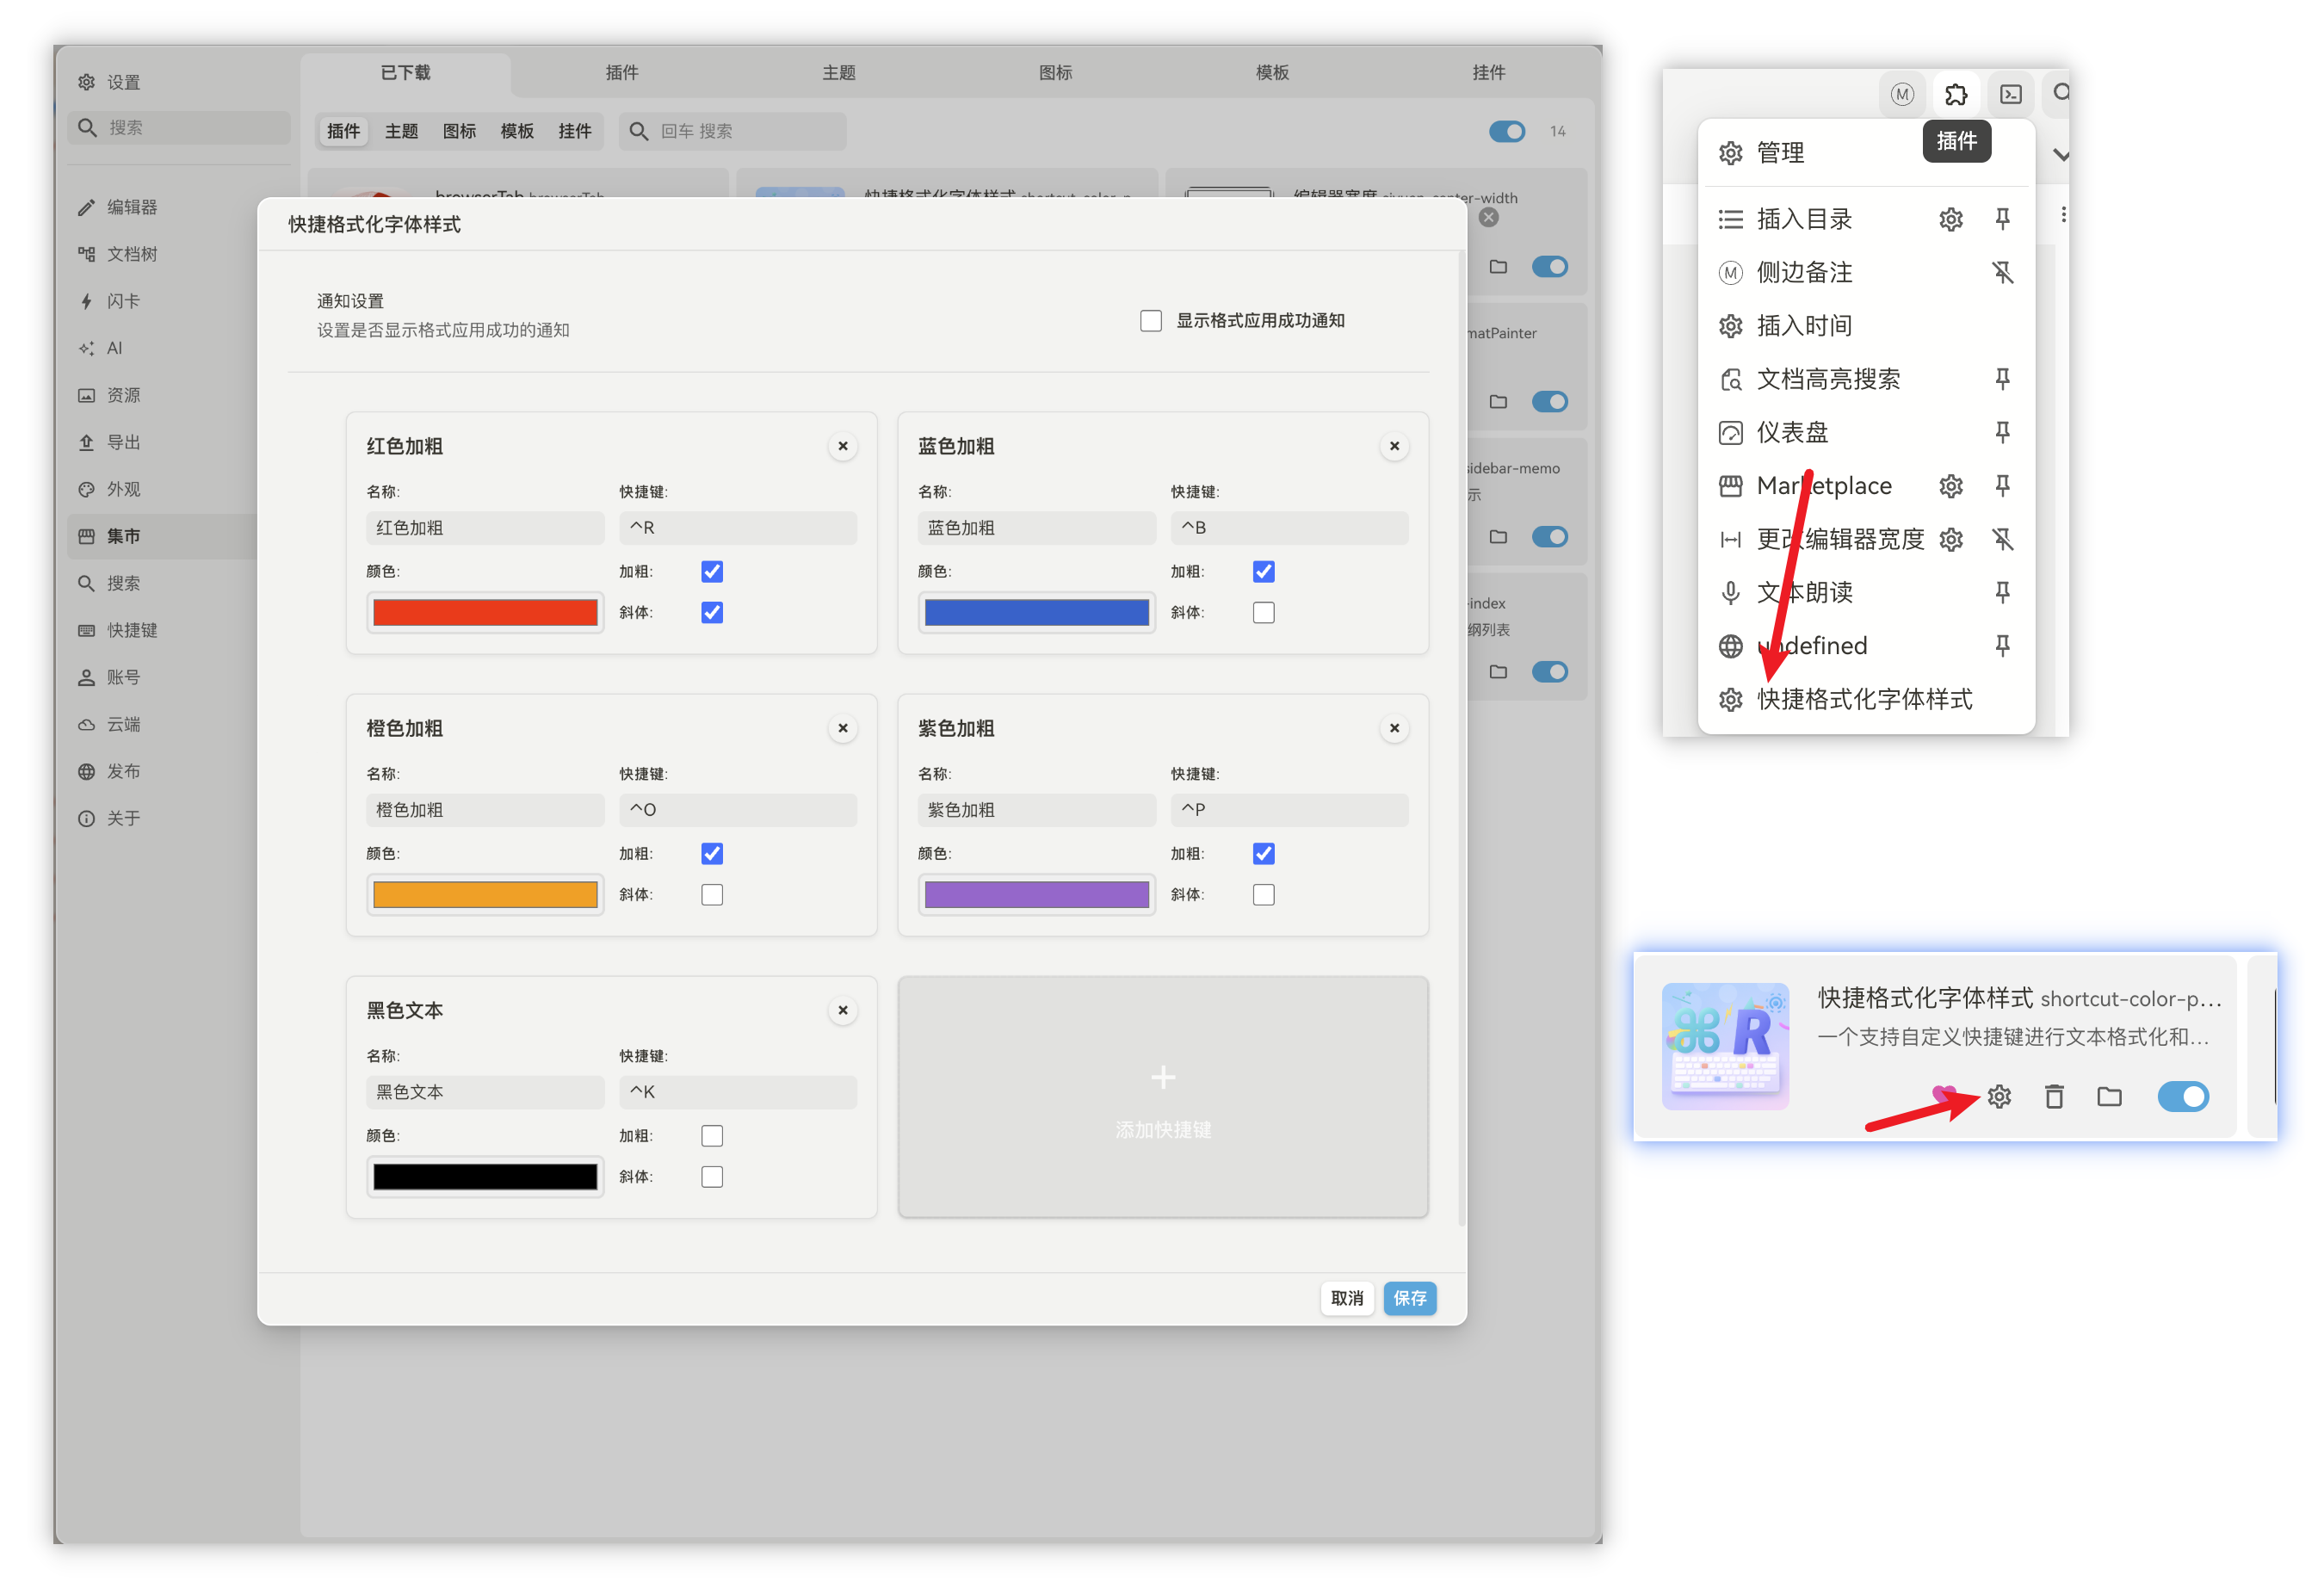 设置
搜索
编辑器
文档树
闪卡
AI
资源
导出
外观
集市
搜索
快捷键
账号
云端
发布
关于
已下载 插件 主题 图标 模板 挂件
插件 主题 图标 模板 挂件 回车 搜索 14
browserTab browserTab 快捷格式化字体样式 shortcut-color-p 编辑器宽度 siyuan-center-width
matPainter
sidebar-memo
示
-index
纲列表
快捷格式化字体样式
通知设置
设置是否显示格式应用成功的通知
显示格式应用成功通知
红色加粗
名称: 快捷键:
红色加粗 ^R
颜色: 加粗:
斜体:
蓝色加粗
名称: 快捷键:
蓝色加粗 ^B
颜色: 加粗:
斜体:
橙色加粗
名称: 快捷键:
橙色加粗 ^O
颜色: 加粗:
斜体:
紫色加粗
名称: 快捷键:
紫色加粗 ^P
颜色: 加粗:
斜体:
黑色文本
名称: 快捷键:
黑色文本 ^K
颜色: 加粗:
斜体:
添加快捷键
取消 保存
管理
插件
插入目录
侧边备注
插入时间
文档高亮搜索
仪表盘
Marketplace
更改编辑器宽度
文本朗读
undefined
快捷格式化字体样式
快捷格式化字体样式 shortcut-color-p...
一个支持自定义快捷键进行文本格式化和...
⌘ R